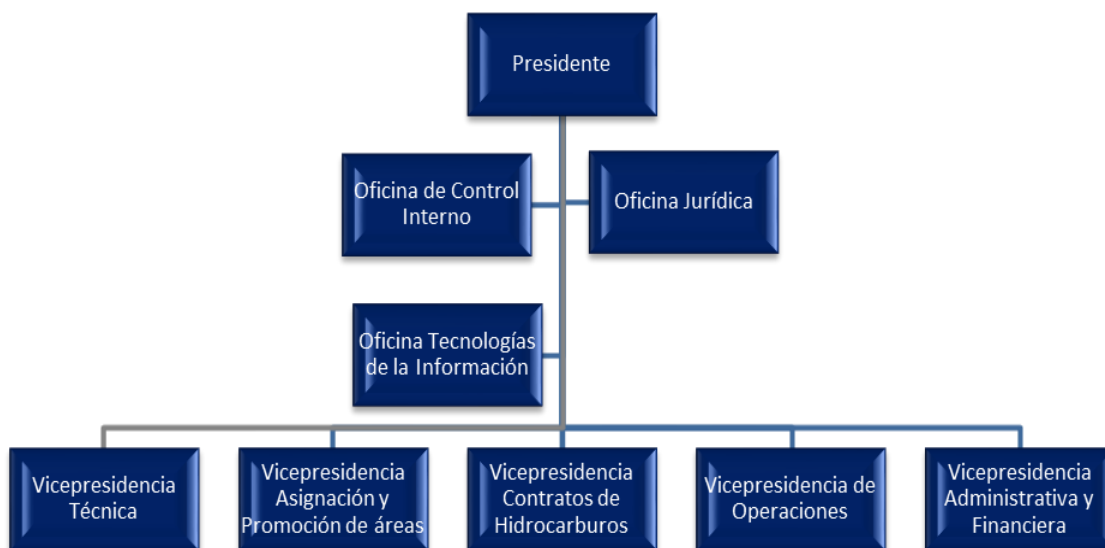 Presidente
Oficina de Control
Interno
Oficina Jurídica
Oficina Tecnologías
de la Información
Vicepresidencia
Técnica
Vicepresidencia
Asignación y
Promoción de áreas
Vicepresidencia
Contratos de
Hidrocarburos
Vicepresidencia de
Operaciones
Vicepresidencia
Administrativa y
Financiera